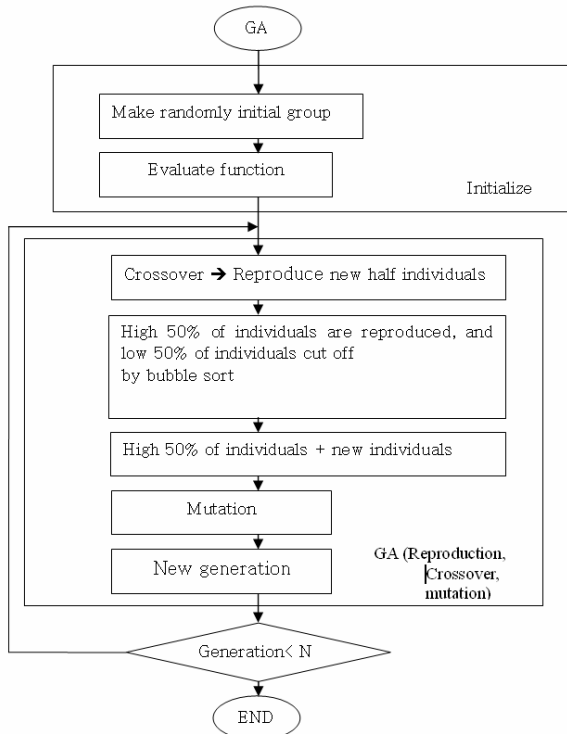 GA
Make randomly initial group
Evaluate function
Initialize
Crossover ➔ Reproduce new half individuals
High 50% of individuals are reproduced, and
low 50% of individuals cut off
by bubble sort
High 50% of individuals + new individuals
Mutation
New generation
GA (Reproduction,
Crossover,
mutation)
Generation< N
END